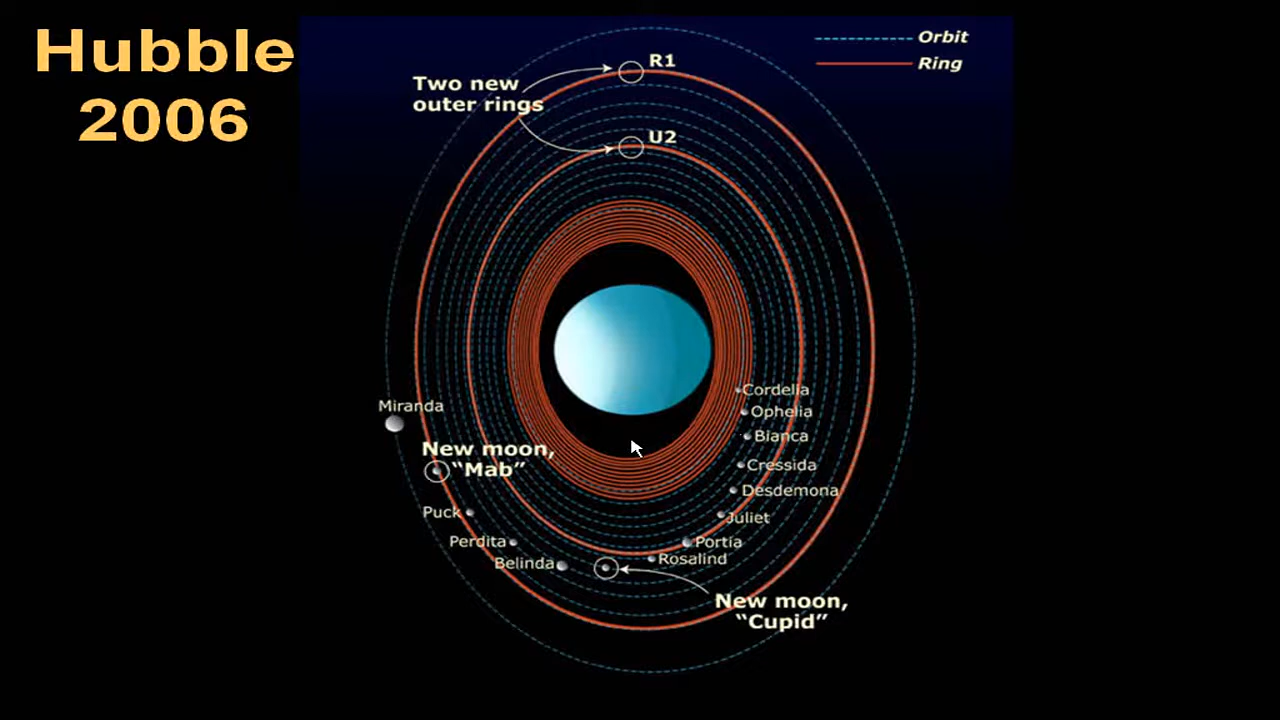 Hubble
2006
Orbit
Ring
R1
Two new
outer rings
U2
Cordelia
Miranda
Ophelia
Bianca
New moon,
“Mab”
Cressida
Desdemona
Puck
Juliet
Perdita
Portia
Belinda
Rosalind
New moon,
“Cupid”